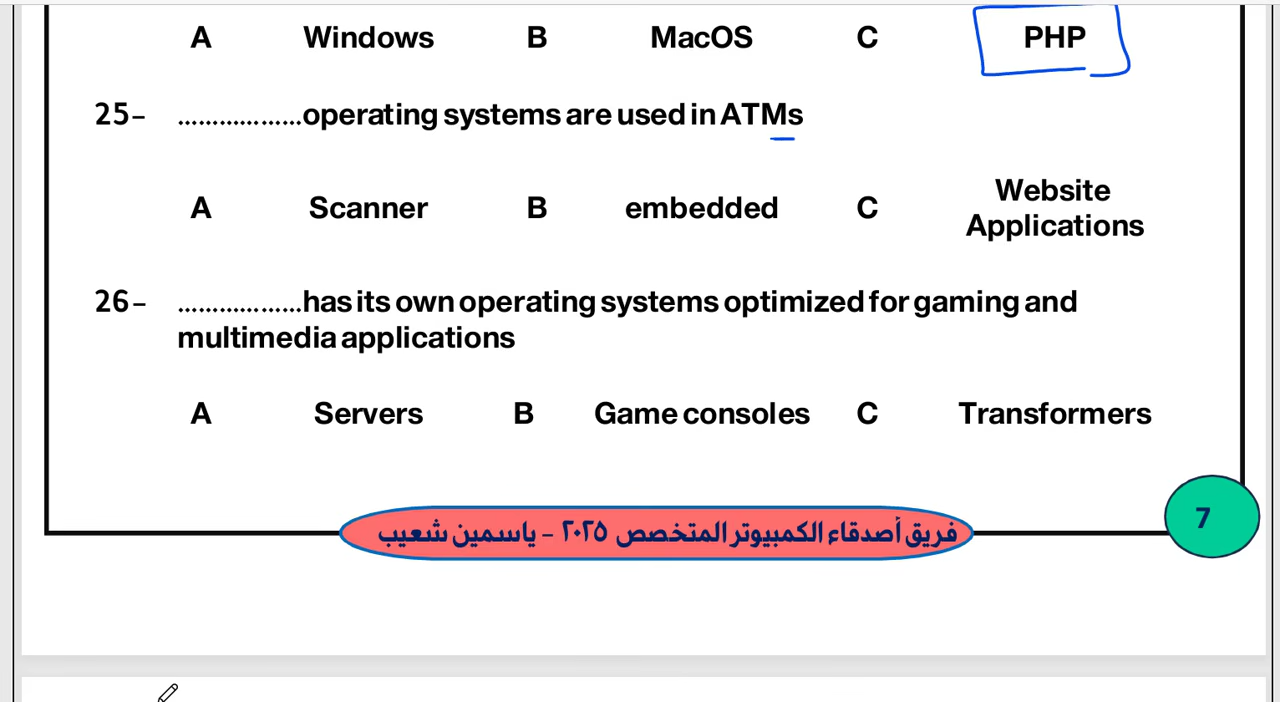 A Windows B MacOS C PHP
25- ..................operating systems are used in ATMs
A Scanner B embedded C Website Applications
26- ..................has its own operating systems optimized for gaming and
multimedia applications
A Servers B Game consoles C Transformers
7
فريق أصدقاء الكمبيوتر المتخصص ٢٠٢٥ - ياسمين شعيب